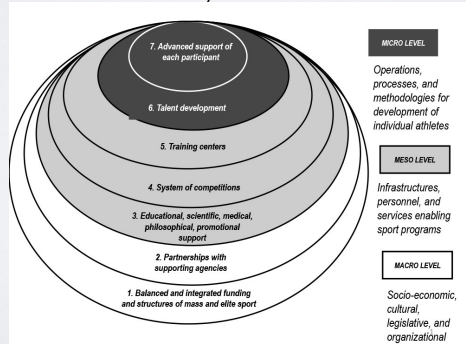 7. Advanced support of
each participant
6. Talent development
5. Training centers
4. System of competitions
3. Educational, scientific, medical,
philosophical, promotional
support
2. Partnerships with
supporting agencies
1. Balanced and integrated funding
and structures of mass and elite sport
MICRO LEVEL
Operations,
processes, and
methodologies for
development of
individual athletes
MESO LEVEL
Infrastructures,
personnel, and
services enabling
sport programs
MACRO LEVEL
Socio-economic,
cultural,
legislative, and
organizational